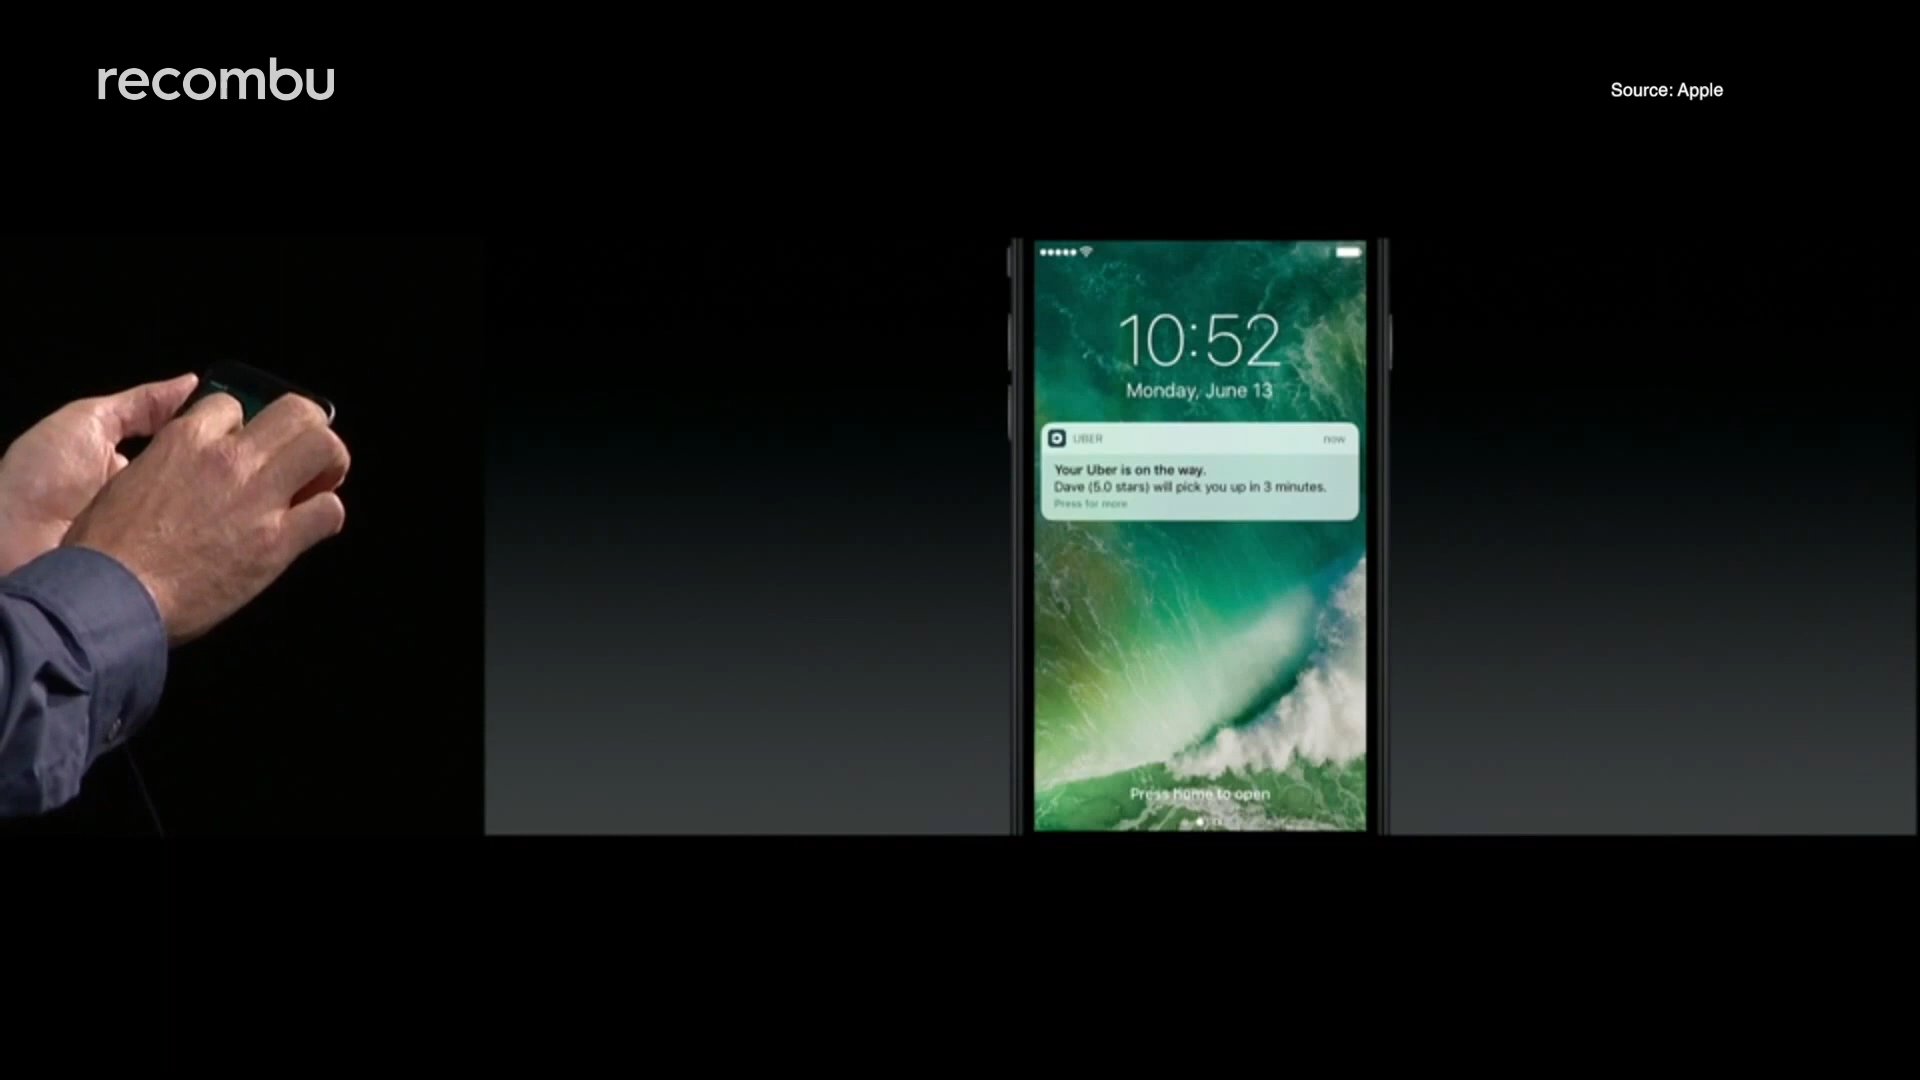 recombu
Source: Apple
10:52
Monday, June 13
UBER
now
Your Uber is on the way.
Dave (5.0 stars) will pick you up in 3 minutes.
Press for more
Press home to open